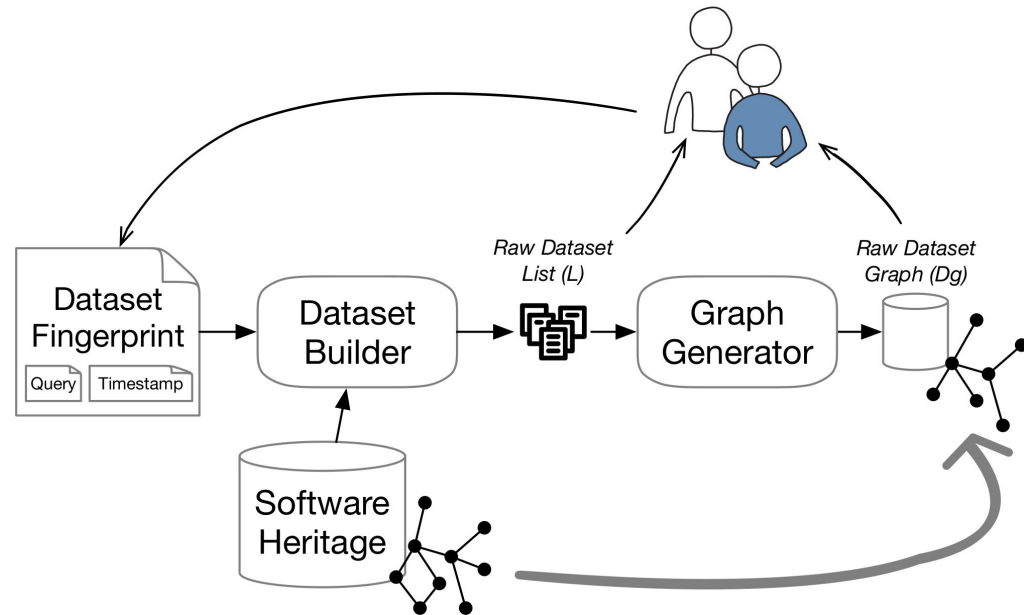 Raw Dataset
List (L)
Raw Dataset
Graph (Dg)
Dataset
Fingerprint
Query
Timestamp
Dataset
Builder
Graph
Generator
Software
Heritage